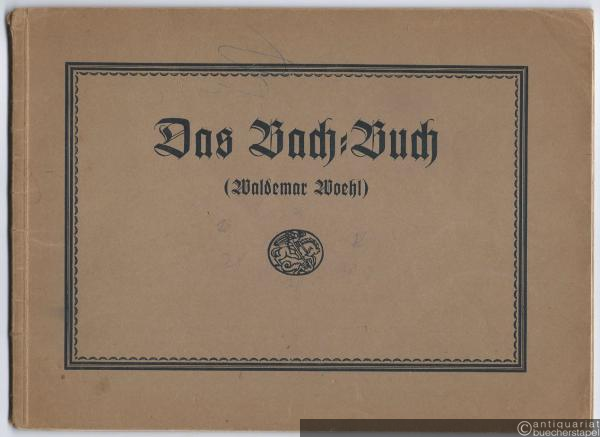 Das Bach-Buch
(Waldemar Woehl)
© antiquariat
buecherstapel